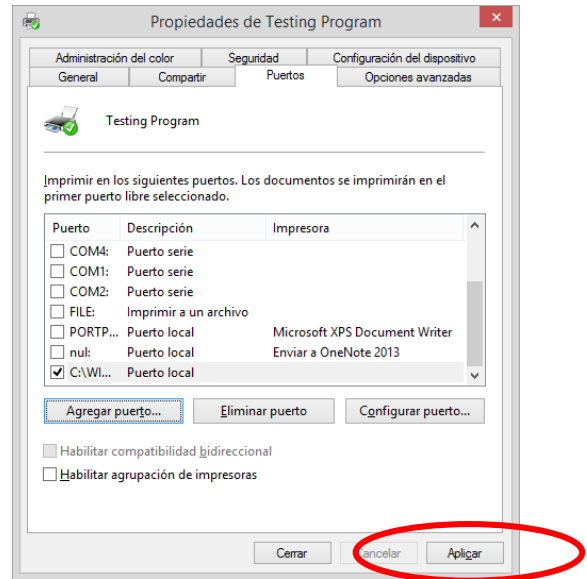 Propiedades de Testing Program
Administración del color Seguridad Configuración del dispositivo
General Compartir Puertos Opciones avanzadas
Testing Program
Imprimir en los siguientes puertos. Los documentos se imprimirán en el
primer puerto libre seleccionado.
Puerto Descripción Impresora
COM4: Puerto serie
COM1: Puerto serie
COM2: Puerto serie
FILE: Imprimir a un archivo
PORTP... Puerto local Microsoft XPS Document Writer
nul: Puerto local Enviar a OneNote 2013
C:\WI... Puerto local
Agregar puerto... Eliminar puerto Configurar puerto...
Habilitar compatibilidad bidireccional
Habilitar agrupación de impresoras
Cerrar Cancelar Aplicar